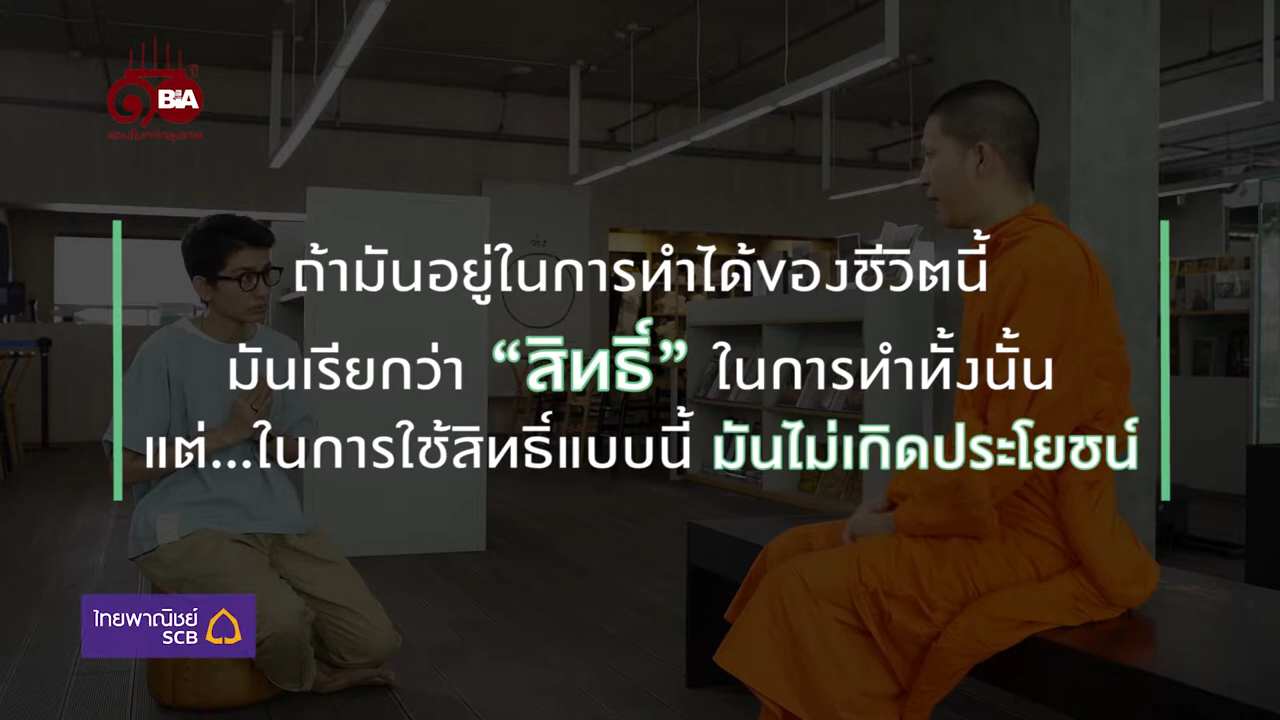 BIA
ถ้ามันอยู่ในการทำได้ของชีวิตนี้
มันเรียกว่า “สิทธิ์” ในการทำทั้งนั้น
แต่...ในการใช้สิทธิ์แบบนี้ มันไม่เกิดประโยชน์
ไทยพาณิชย์
SCB